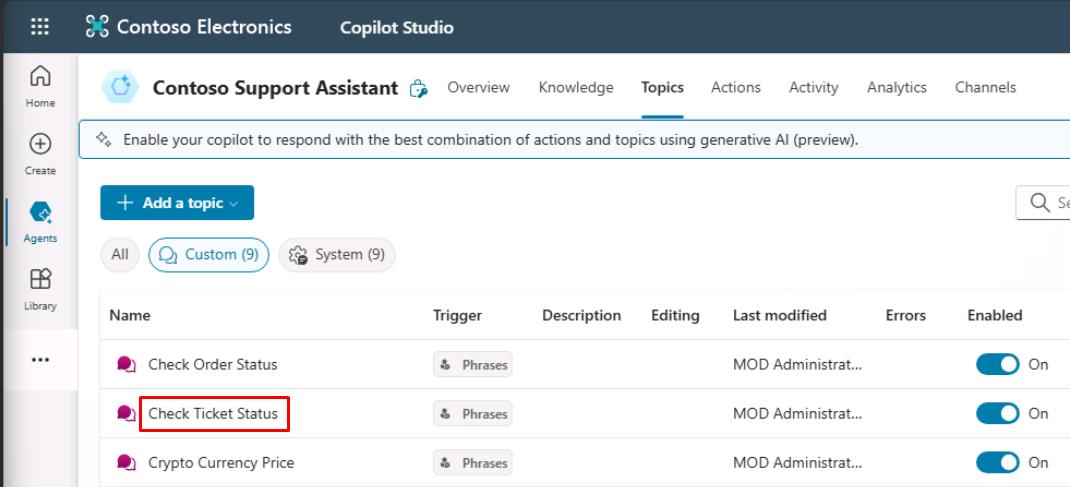 Contoso Electronics Copilot Studio
Home
Create
Agents
Library
Contoso Support Assistant Overview Knowledge Topics Actions Activity Analytics Channels
Enable your copilot to respond with the best combination of actions and topics using generative AI (preview).
Add a topic
All Custom (9) System (9)
Name Trigger Description Editing Last modified Errors Enabled
Check Order Status Phrases MOD Administrat... On
Check Ticket Status Phrases MOD Administrat... On
Crypto Currency Price Phrases MOD Administrat... On